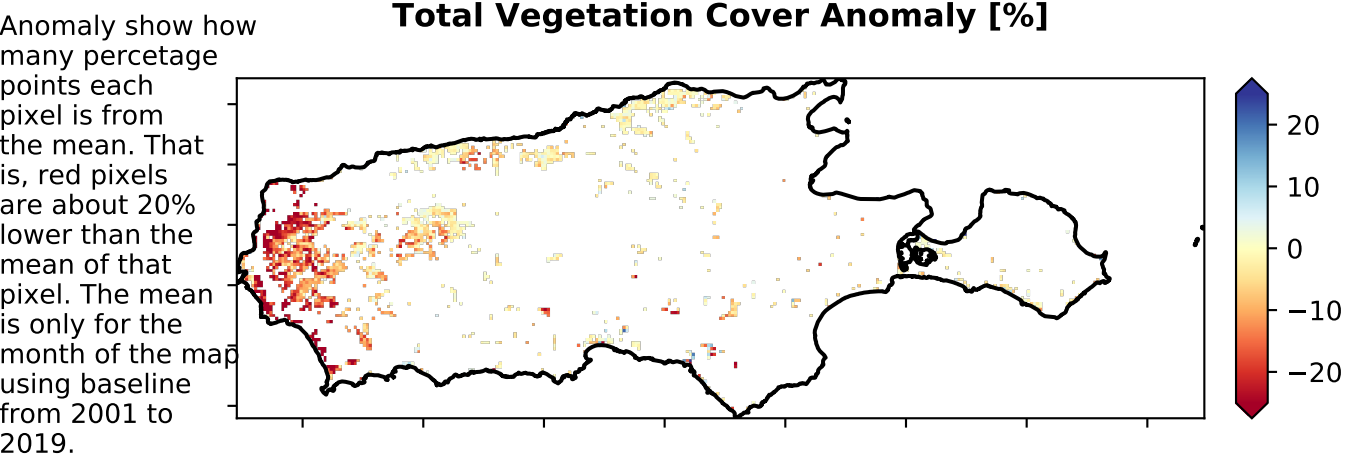 Total Vegetation Cover Anomaly [%]
Anomaly show how
many percetage
points each
pixel is from
the mean. That
is, red pixels
are about 20%
lower than the
mean of that
pixel. The mean
is only for the
month of the map
using baseline
from 2001 to
2019.
20
10
0
−10
−20